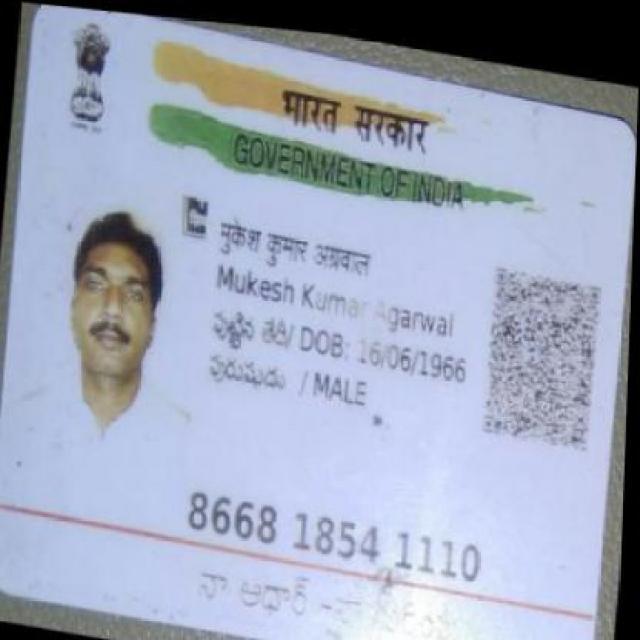 भारत सरकार
GOVERNMENT OF INDIA
मुकेश कुमार अग्रवाल
Mukesh Kumar Agarwal
పుట్టిన తేదీ/ DOB: 16/06/1966
పురుషుడు / MALE
8668 1854 1110
నా ఆధార్ -